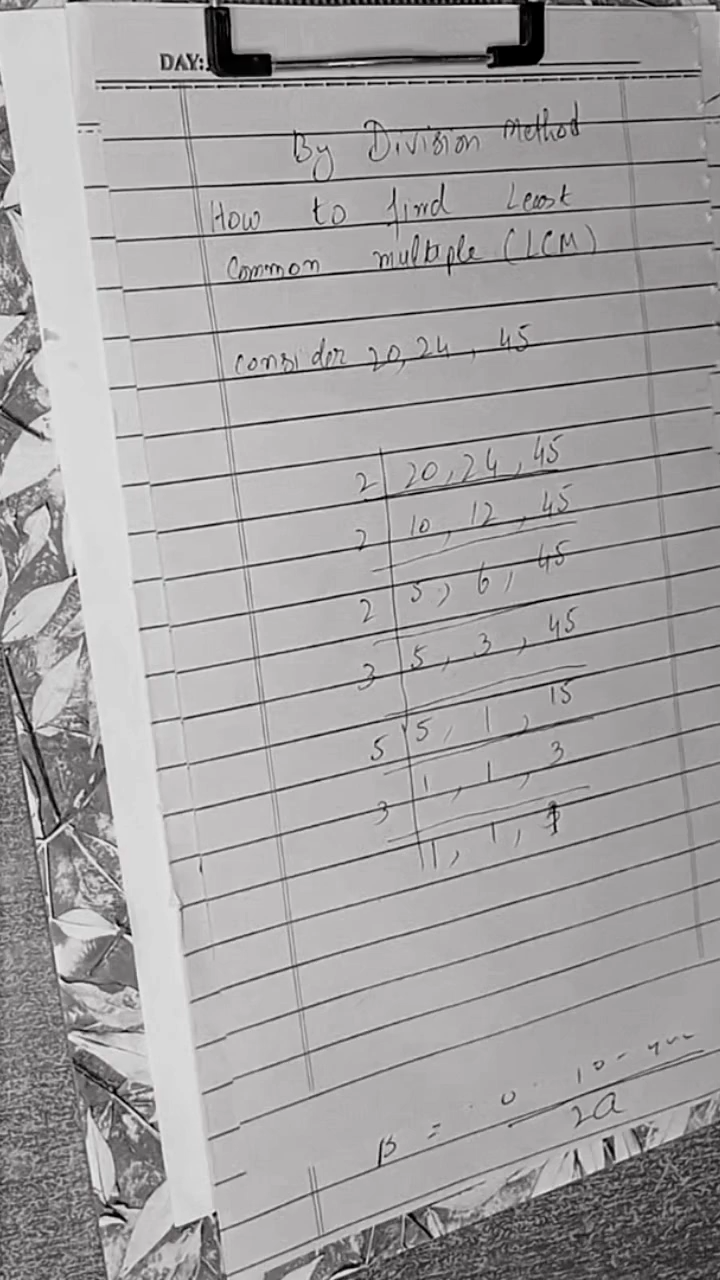 DAY:
By Division Method
How to find Least
Common multiple (LCM)
consider 20, 24, 45
2 | 20, 24, 45
2 | 10, 12, 45
2 | 5, 6, 45
3 | 5, 3, 45
5 | 5, 1, 15
3 | 1, 1, 3
1, 1, 1
2a